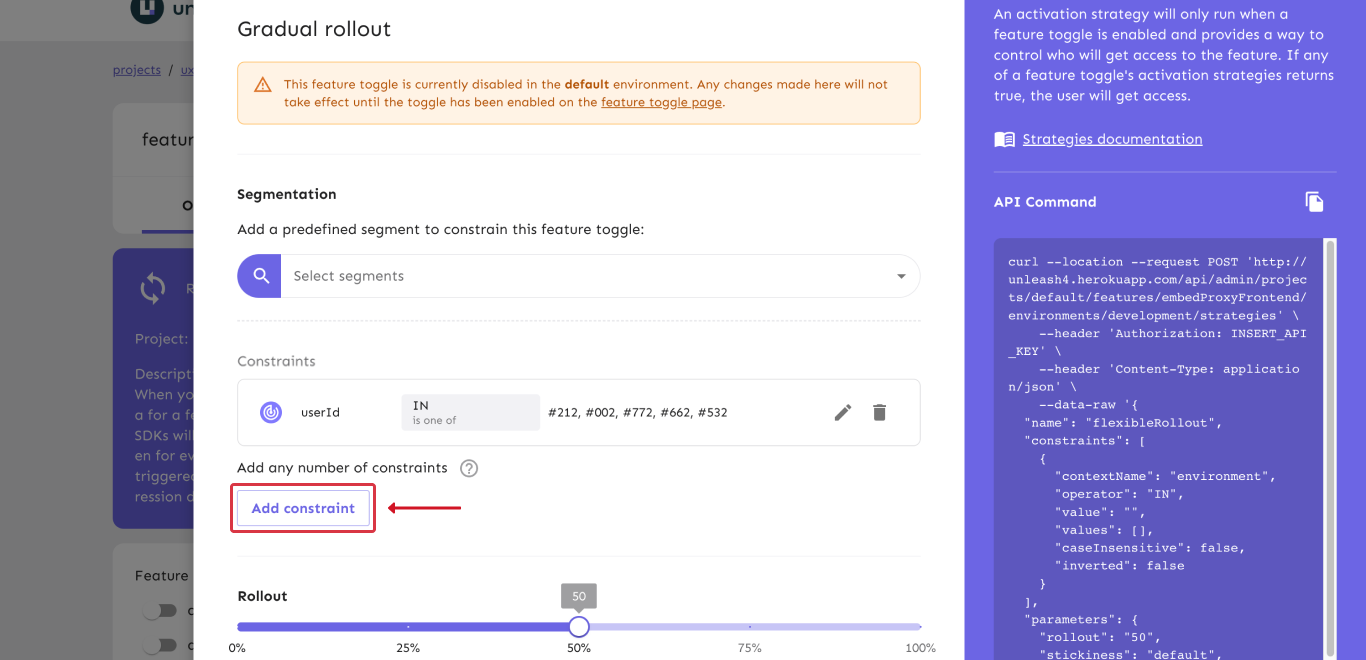 un
projects / ux
featur
O
R
Project:
Descript
When yo
a for a fe
SDKs will
en for ev
triggered
ression a
Feature
Gradual rollout
This feature toggle is currently disabled in the default environment. Any changes made here will not
take effect until the toggle has been enabled on the feature toggle page.
Segmentation
Add a predefined segment to constrain this feature toggle:
Select segments
Constraints
userId
IN
is one of
#212, #002, #772, #662, #532
Add any number of constraints ?
Add constraint
Rollout
50
0% 25% 50% 75% 100%
An activation strategy will only run when a
feature toggle is enabled and provides a way to
control who will get access to the feature. If any
of a feature toggle's activation strategies returns
true, the user will get access.
Strategies documentation
API Command
curl --location --request POST 'http://
unleash4.herokuapp.com/api/admin/projec
ts/default/features/embedProxyFrontend/
environments/development/strategies' \
--header 'Authorization: INSERT_API
_KEY' \
--header 'Content-Type: applicatio
n/json' \
--data-raw '{
"name": "flexibleRollout",
"constraints": [
{
"contextName": "environment",
"operator": "IN",
"value": "",
"values": [],
"caseInsensitive": false,
"inverted": false
}
],
"parameters": {
"rollout": "50",
"stickiness": "default",